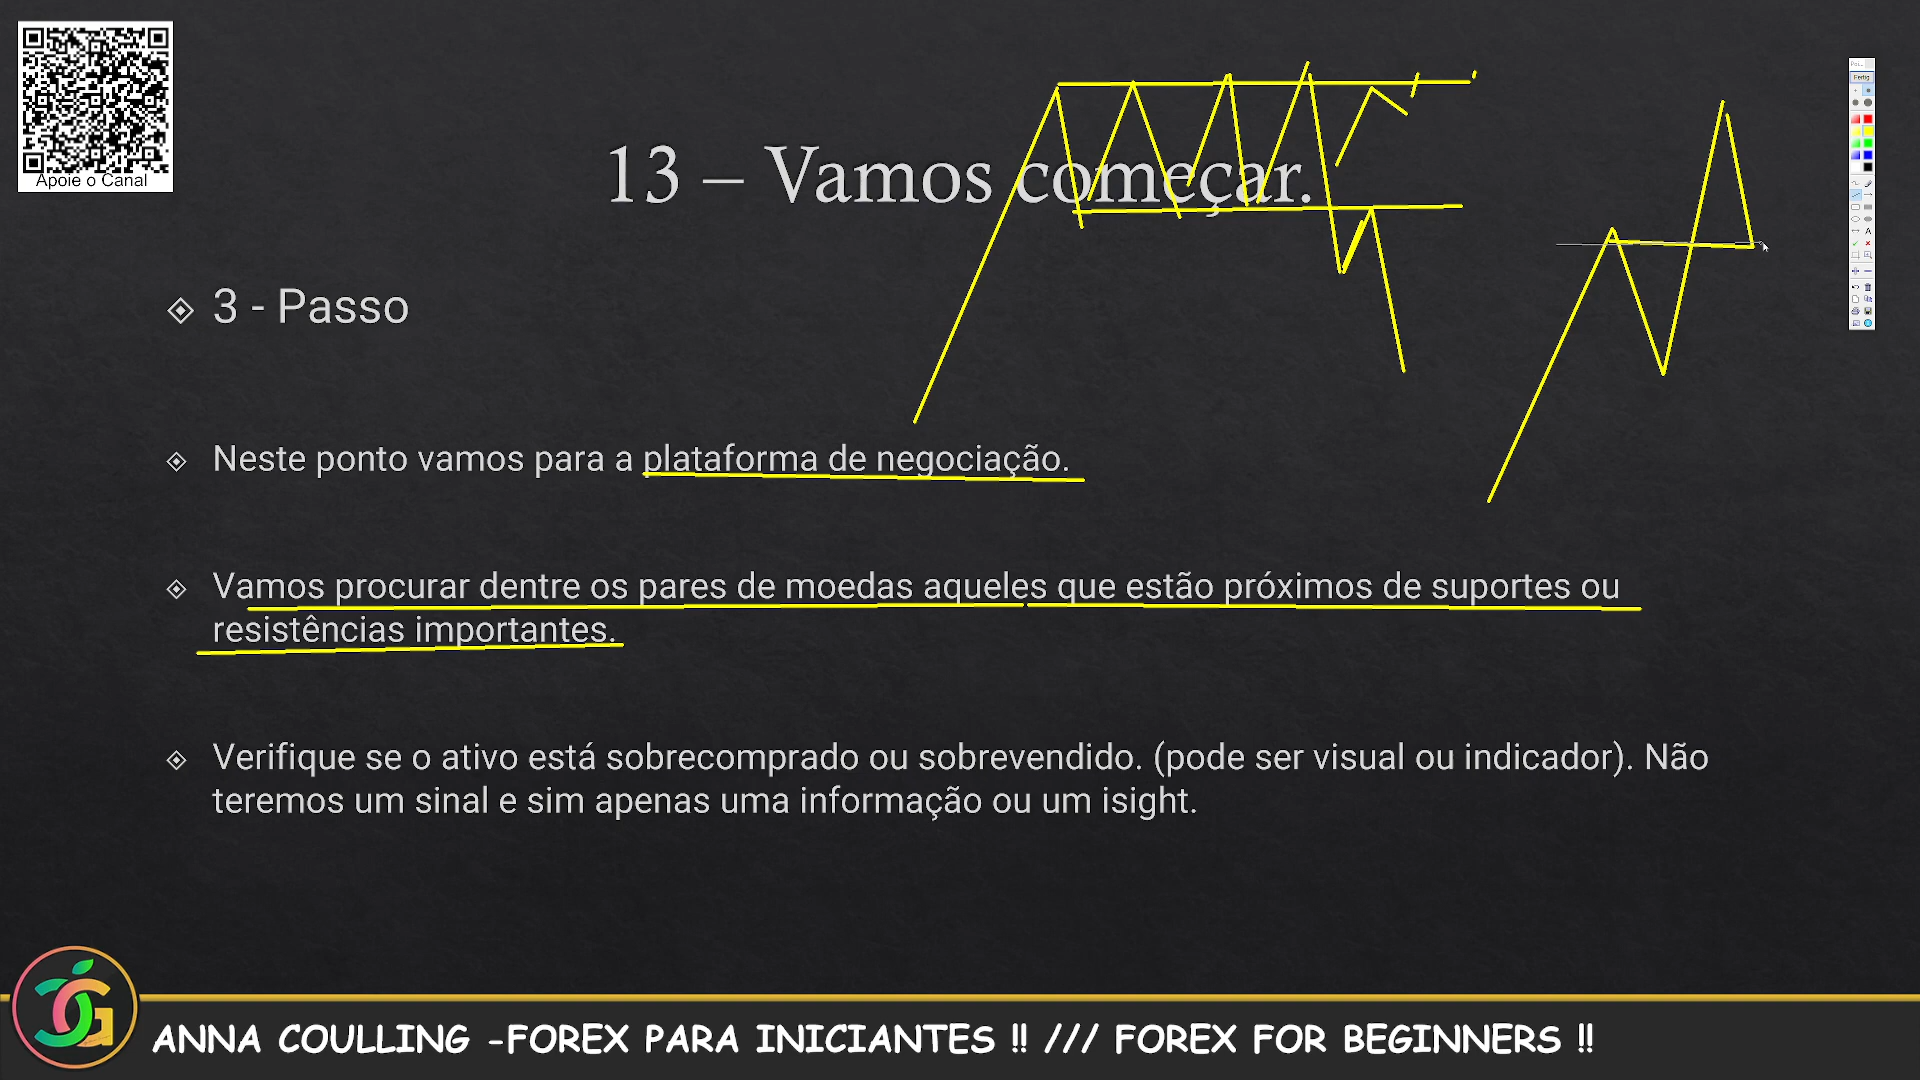 Apoie o Canal
13 – Vamos começar.
3 - Passo
Neste ponto vamos para a plataforma de negociação.
Vamos procurar dentre os pares de moedas aqueles que estão próximos de suportes ou
resistências importantes.
Verifique se o ativo está sobrecomprado ou sobrevendido. (pode ser visual ou indicador). Não
teremos um sinal e sim apenas uma informação ou um isight.
Fertig
A
ANNA COULLING -FOREX PARA INICIANTES !! /// FOREX FOR BEGINNERS !!